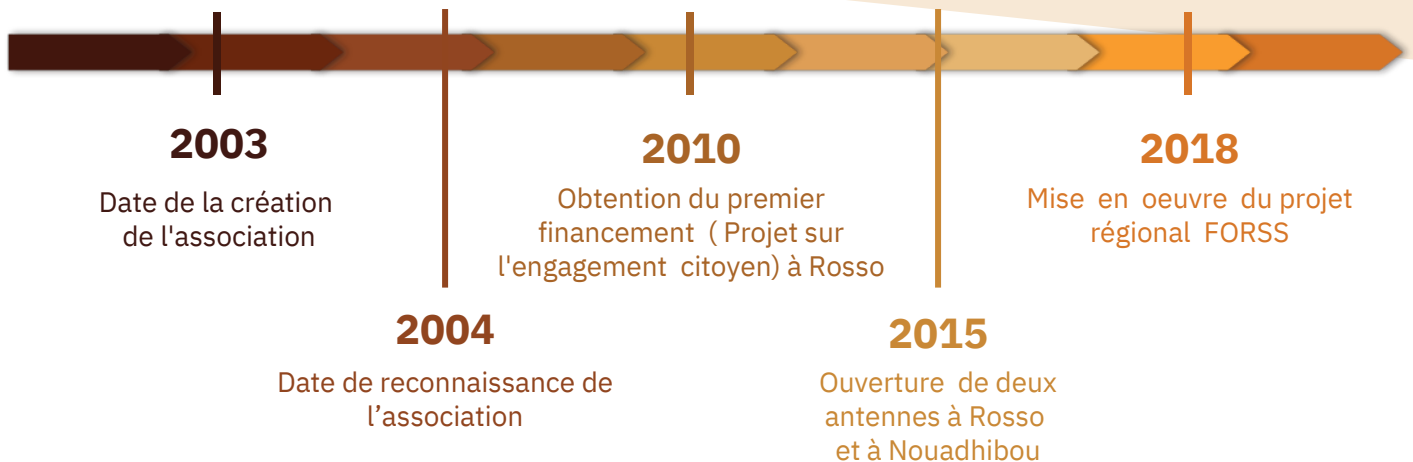 2003
Date de la création
de l'association
2004
Date de reconnaissance de
l’association
2010
Obtention du premier
financement ( Projet sur
l'engagement citoyen) à Rosso
2015
Ouverture de deux
antennes à Rosso
et à Nouadhibou
2018
Mise en oeuvre du projet
régional FORSS